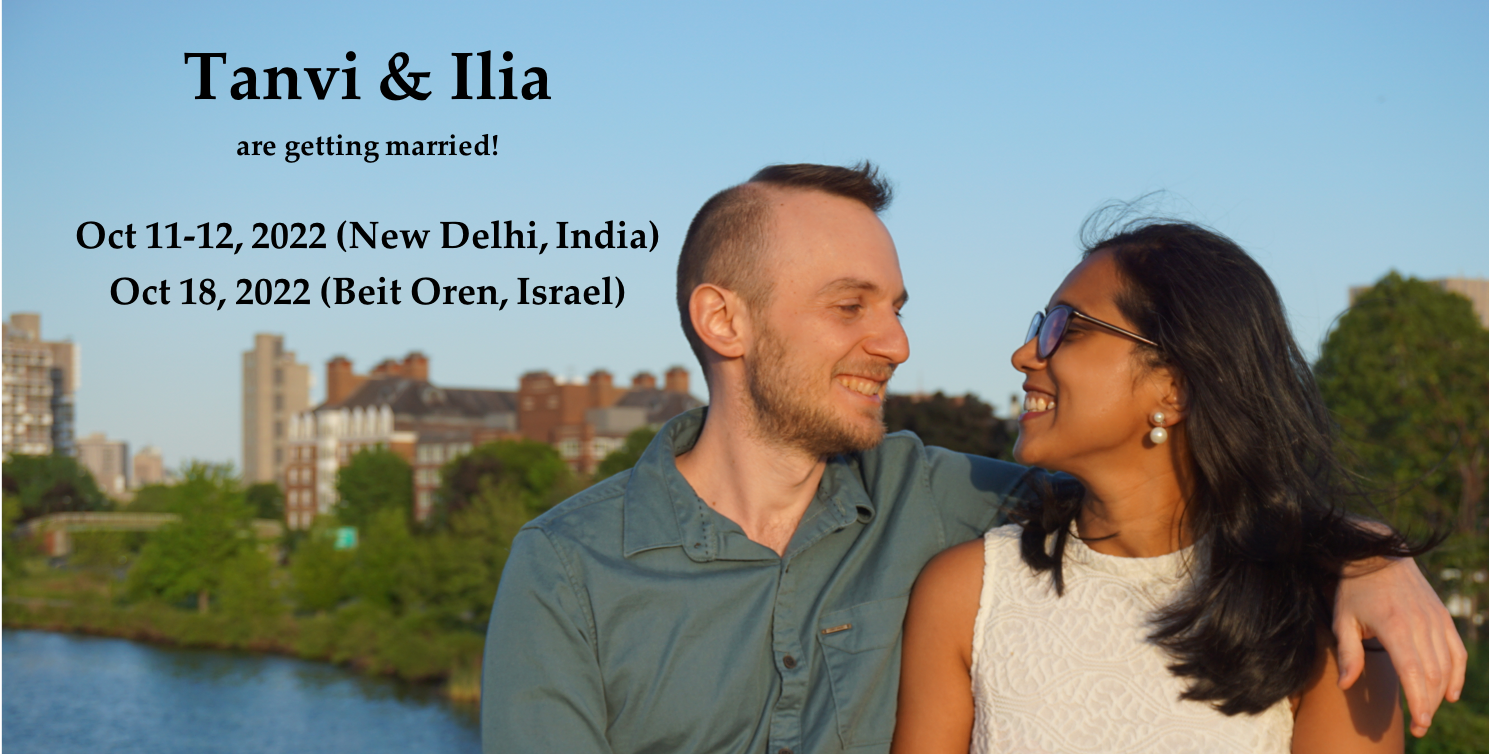 Tanvi & Ilia
are getting married!
Oct 11-12, 2022 (New Delhi, India)
Oct 18, 2022 (Beit Oren, Israel)